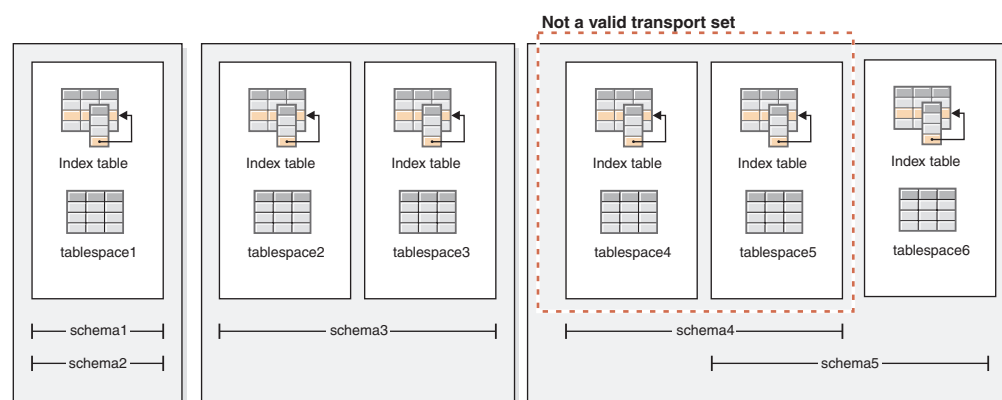 Not a valid transport set
Index table
Index table
Index table
Index table
Index table
Index table
tablespace1
tablespace2
tablespace3
tablespace4
tablespace5
tablespace6
schema1
schema3
schema4
schema2
schema5